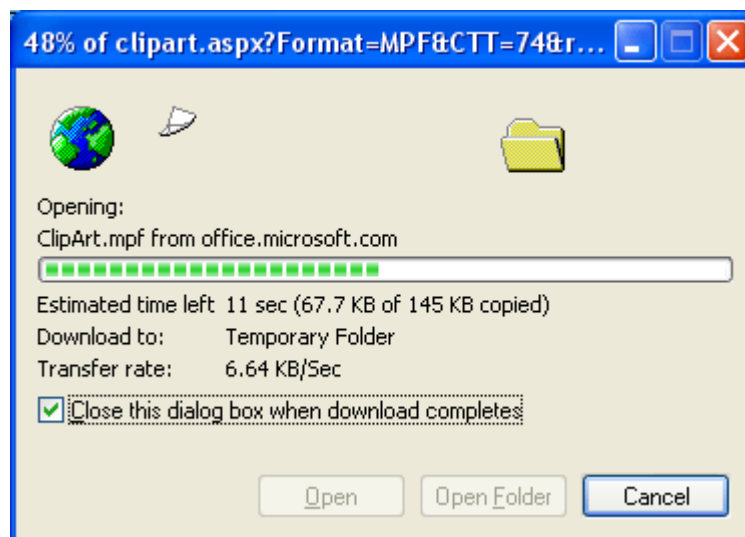 48% of clipart.aspx?Format=MPF&CTT=74&r...
Opening:
ClipArt.mpf from office.microsoft.com
Estimated time left 11 sec (67.7 KB of 145 KB copied)
Download to: Temporary Folder
Transfer rate: 6.64 KB/Sec
Close this dialog box when download completes
Open Open Folder Cancel